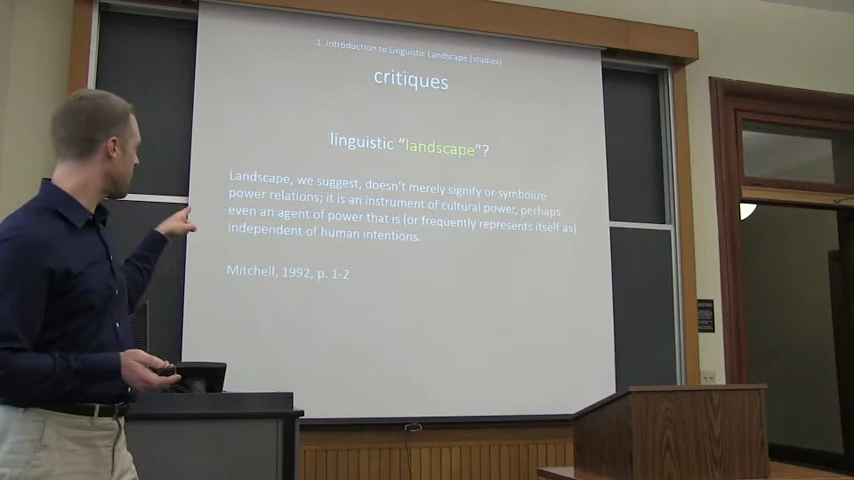 1. Introduction to Linguistic Landscape (studies)
critiques
linguistic “landscape”?
Landscape, we suggest, doesn’t merely signify or symbolize
power relations; it is an instrument of cultural power, perhaps
even an agent of power that is (or frequently represents itself as)
independent of human intentions.
Mitchell, 1992, p. 1-2